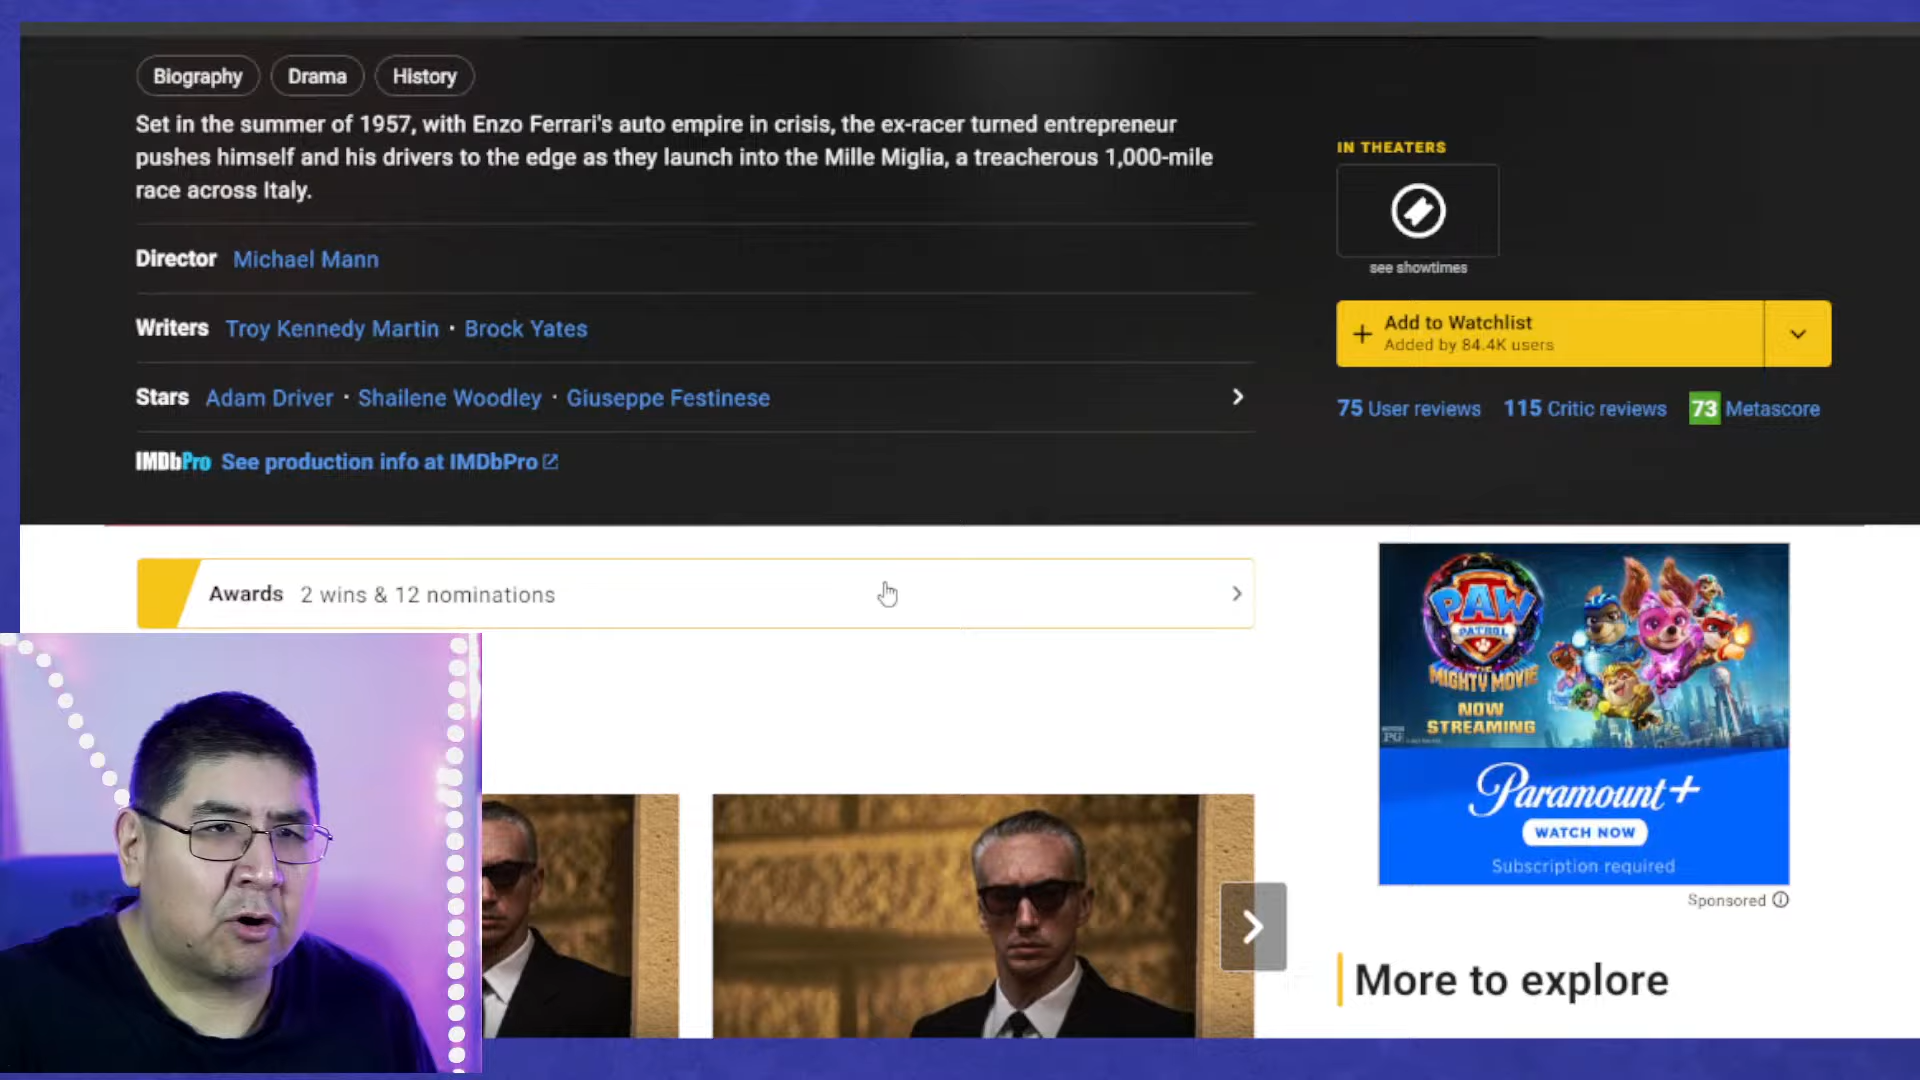 Biography Drama History
Set in the summer of 1957, with Enzo Ferrari's auto empire in crisis, the ex-racer turned entrepreneur
pushes himself and his drivers to the edge as they launch into the Mille Miglia, a treacherous 1,000-mile
race across Italy.
Director Michael Mann
Writers Troy Kennedy Martin · Brock Yates
Stars Adam Driver · Shailene Woodley · Giuseppe Festinese
IMDbPro See production info at IMDbPro
IN THEATERS
see showtimes
+ Add to Watchlist
Added by 84.4K users
75 User reviews 115 Critic reviews 73 Metascore
Awards 2 wins & 12 nominations
PAW
PATROL
THE
MIGHTY MOVIE
NOW
STREAMING
PG
Paramount+
WATCH NOW
Subscription required
Sponsored
More to explore